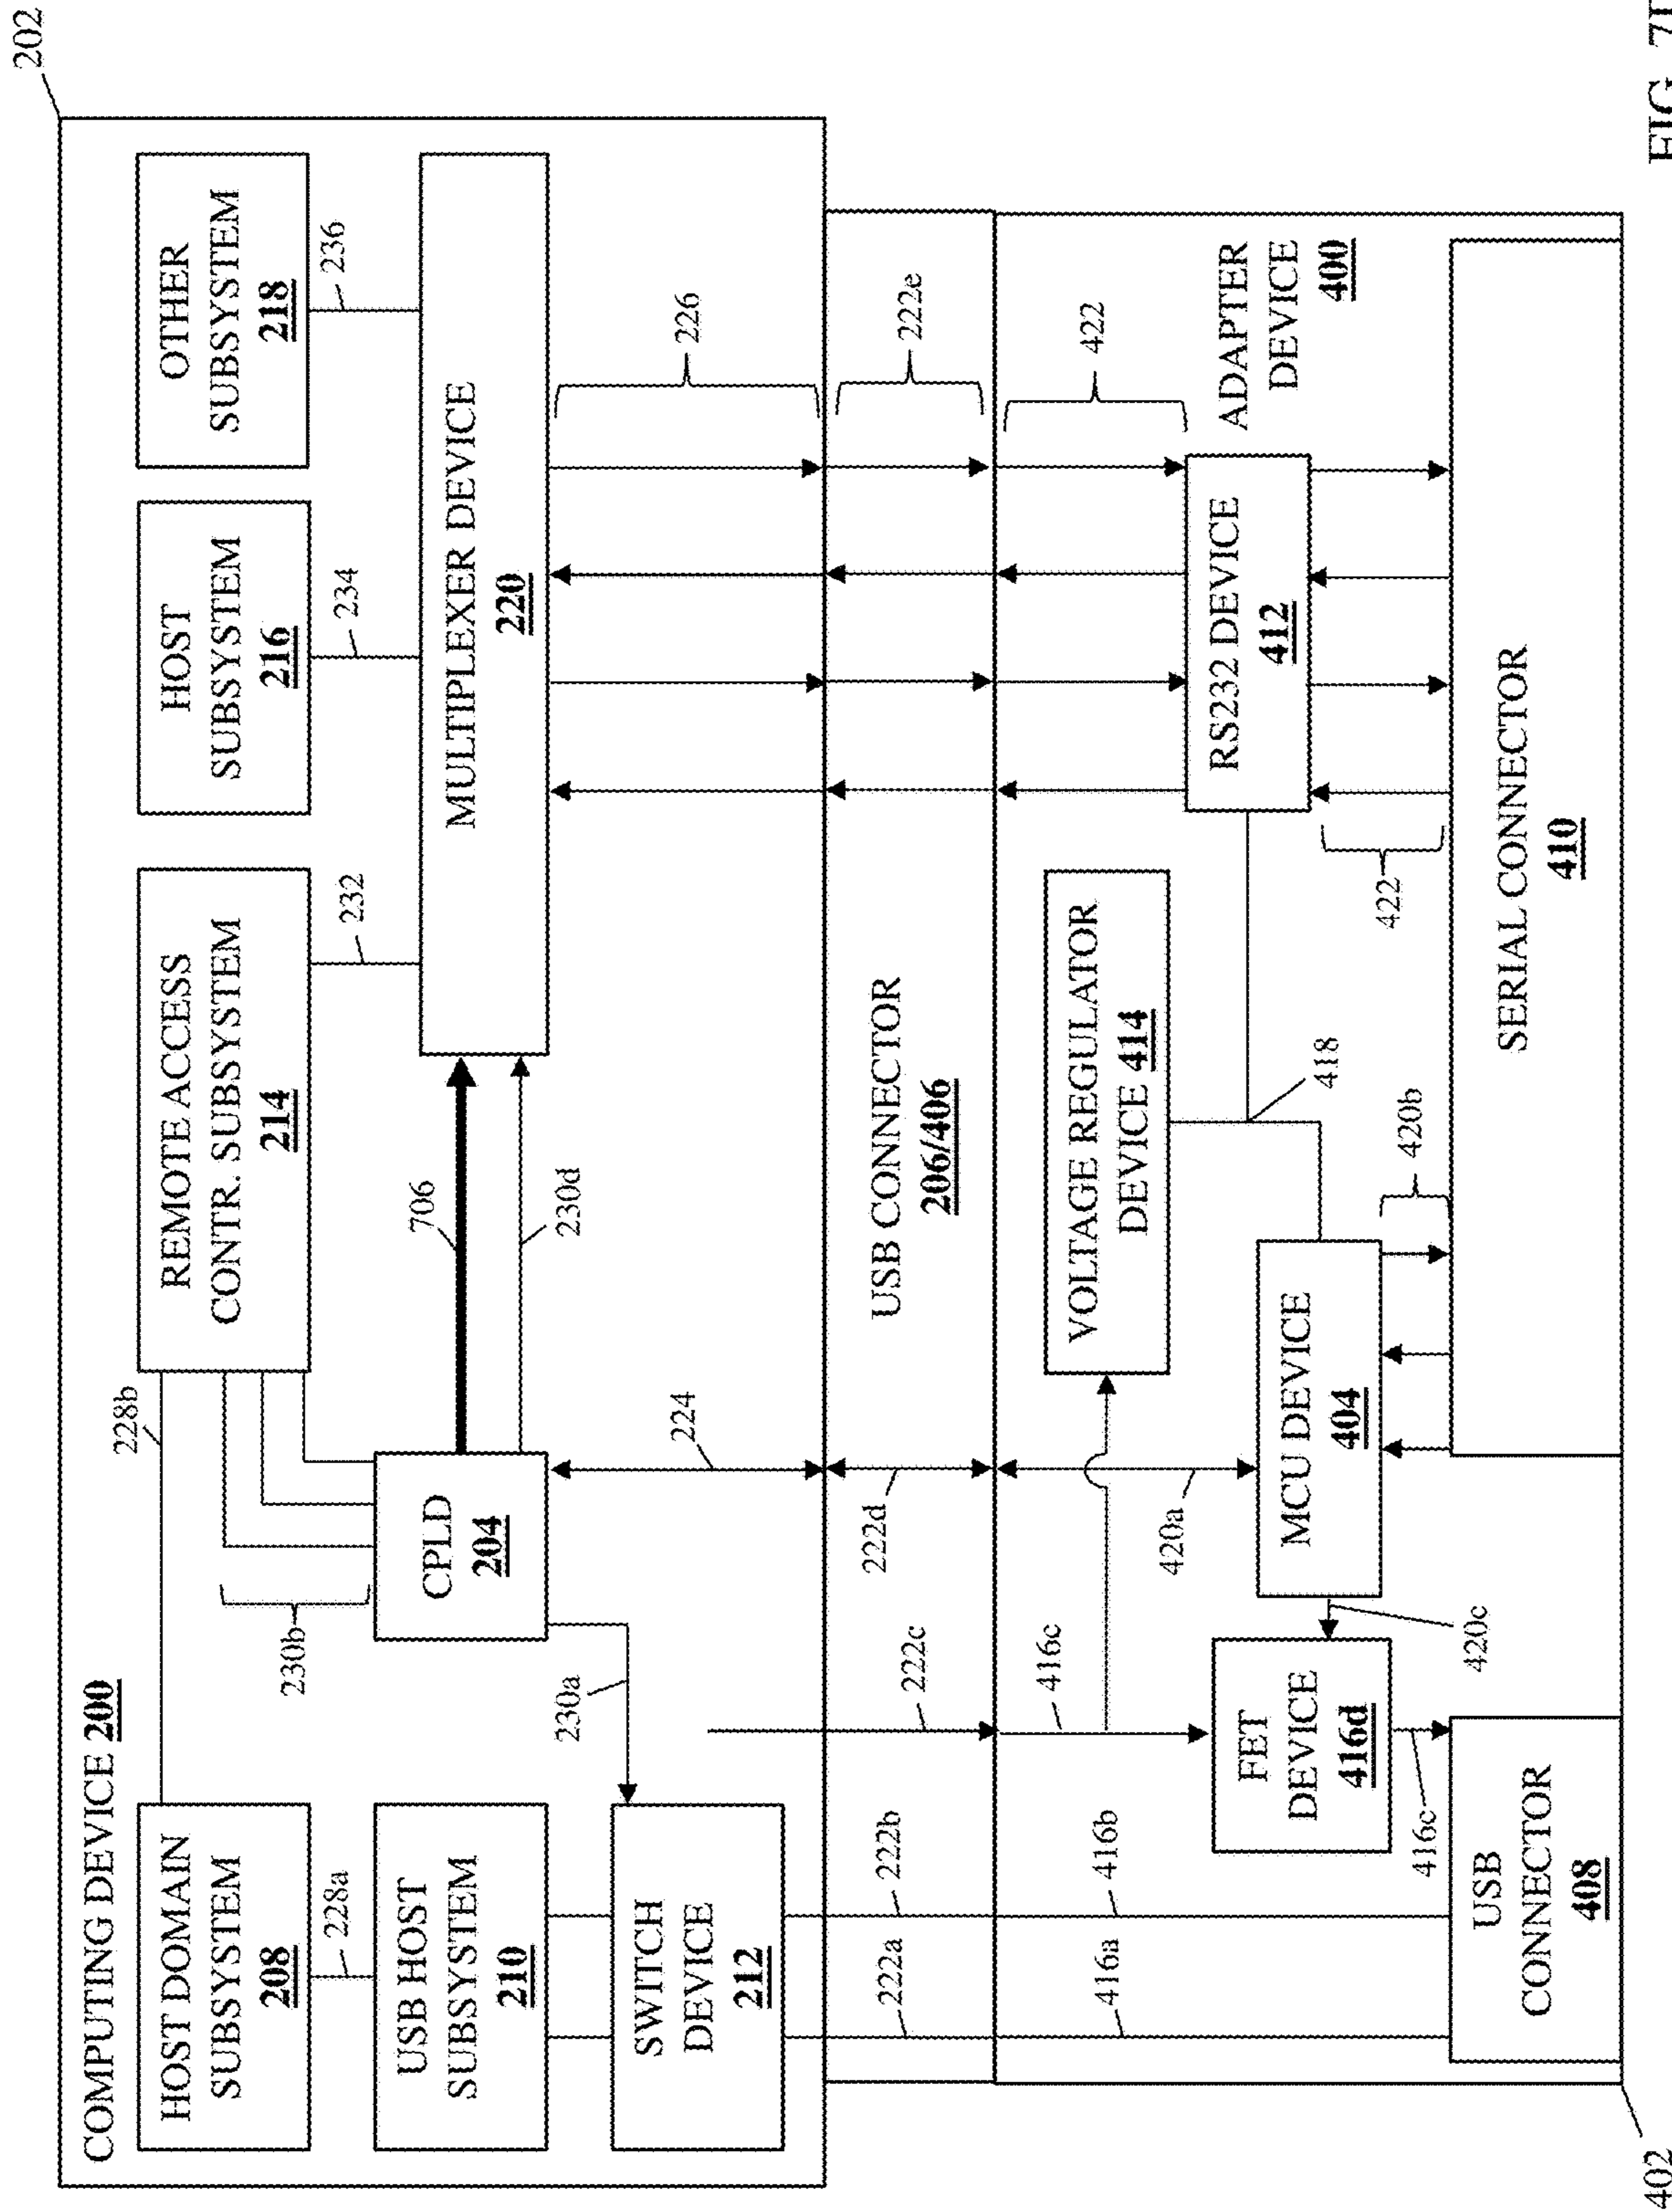 202
COMPUTING DEVICE 200
HOST DOMAIN
SUBSYSTEM
208
228b
REMOTE ACCESS
CONTR. SUBSYSTEM
214
HOST
SUBSYSTEM
216
OTHER
SUBSYSTEM
218
228a
230b
232
234
236
USB HOST
SUBSYSTEM
210
CPLD
204
706
230d
MULTIPLEXER DEVICE
220
230a
SWITCH
DEVICE
212
224
226
222a
222b
222c
222d
USB CONNECTOR
206/406
222e
416a
416b
416c
420a
VOLTAGE REGULATOR
DEVICE 414
422
ADAPTER
DEVICE
400
RS232 DEVICE
412
FET
DEVICE
416d
MCU DEVICE
404
418
420c
420b
422
416c
USB
CONNECTOR
408
SERIAL CONNECTOR
410
402